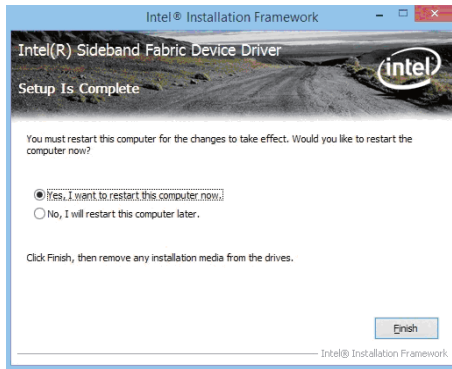 Intel® Installation Framework
Intel(R) Sideband Fabric Device Driver
intel
Setup Is Complete
You must restart this computer for the changes to take effect. Would you like to restart the
computer now?
Yes, I want to restart this computer now.
No, I will restart this computer later.
Click Finish, then remove any installation media from the drives.
Finish
Intel® Installation Framework